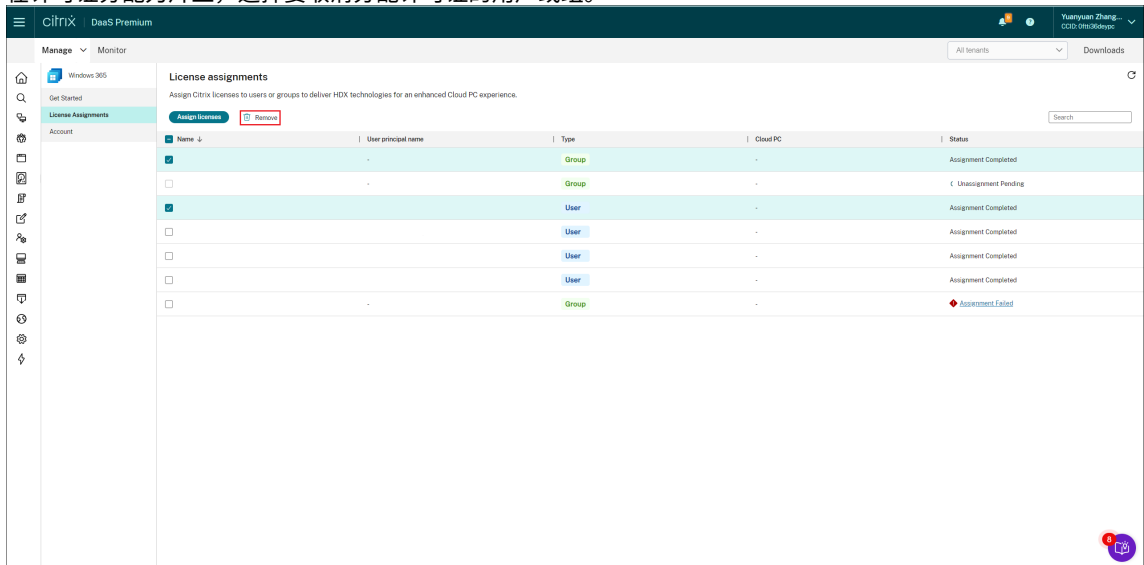 citrix DaaS Premium Yuanyuan Zhang...
CCID: 0ftti36deypc
Manage Monitor All tenants Downloads
Windows 365
Get Started
License Assignments
Account
License assignments
Assign Citrix licenses to users or groups to deliver HDX technologies for an enhanced Cloud PC experience.
Assign licenses Remove Search
Name ↓ User principal name Type Cloud PC Status
- Group - Assignment Completed
- Group - Unassignment Pending
User - Assignment Completed
User - Assignment Completed
User - Assignment Completed
User - Assignment Completed
- Group - Assignment Failed
8